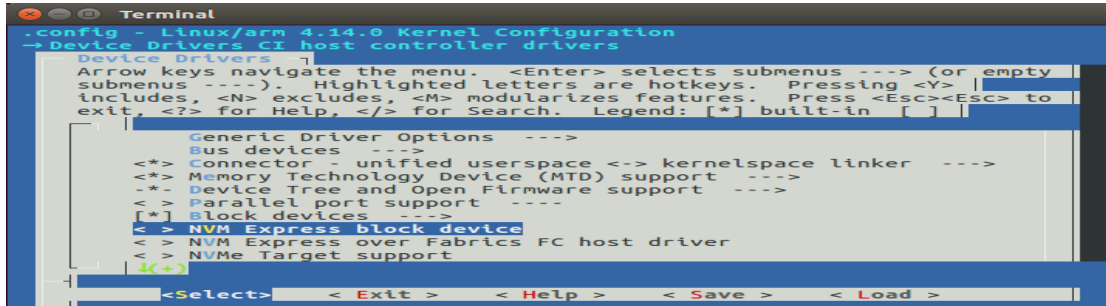 Terminal
.config - Linux/arm 4.14.0 Kernel Configuration
→ Device Drivers CI host controller drivers
Device Drivers
Arrow keys navigate the menu. <Enter> selects submenus ---> (or empty
submenus ----). Highlighted letters are hotkeys. Pressing <Y>
includes, <N> excludes, <M> modularizes features. Press <Esc><Esc> to
exit, <?> for Help, </> for Search. Legend: [*] built-in [ ]
Generic Driver Options --->
Bus devices --->
<*> Connector - unified userspace <-> kernelspace linker --->
<*> Memory Technology Device (MTD) support --->
-*- Device Tree and Open Firmware support --->
< > Parallel port support ----
[*] Block devices --->
< > NVM Express block device
< > NVM Express over Fabrics FC host driver
< > NVMe Target support
↓(+)
<Select> < Exit > < Help > < Save > < Load >